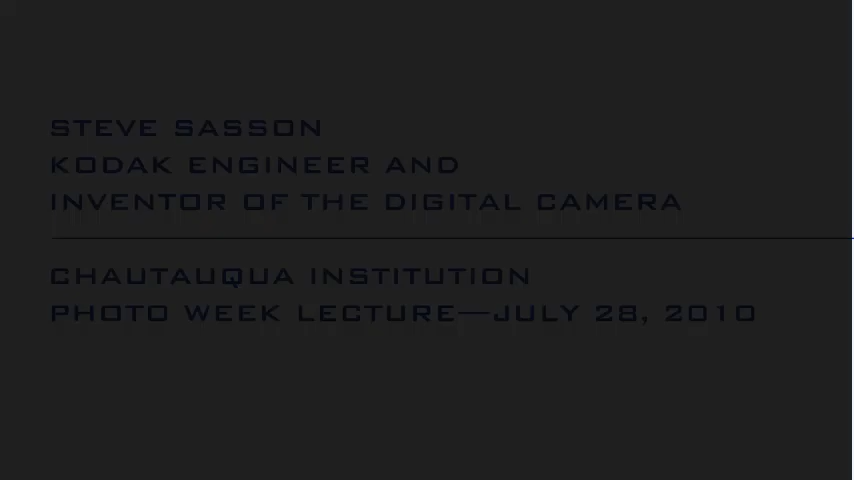 STEVE SASSON
KODAK ENGINEER AND
INVENTOR OF THE DIGITAL CAMERA
CHAUTAUQUA INSTITUTION
PHOTO WEEK LECTURE—JULY 28, 2010